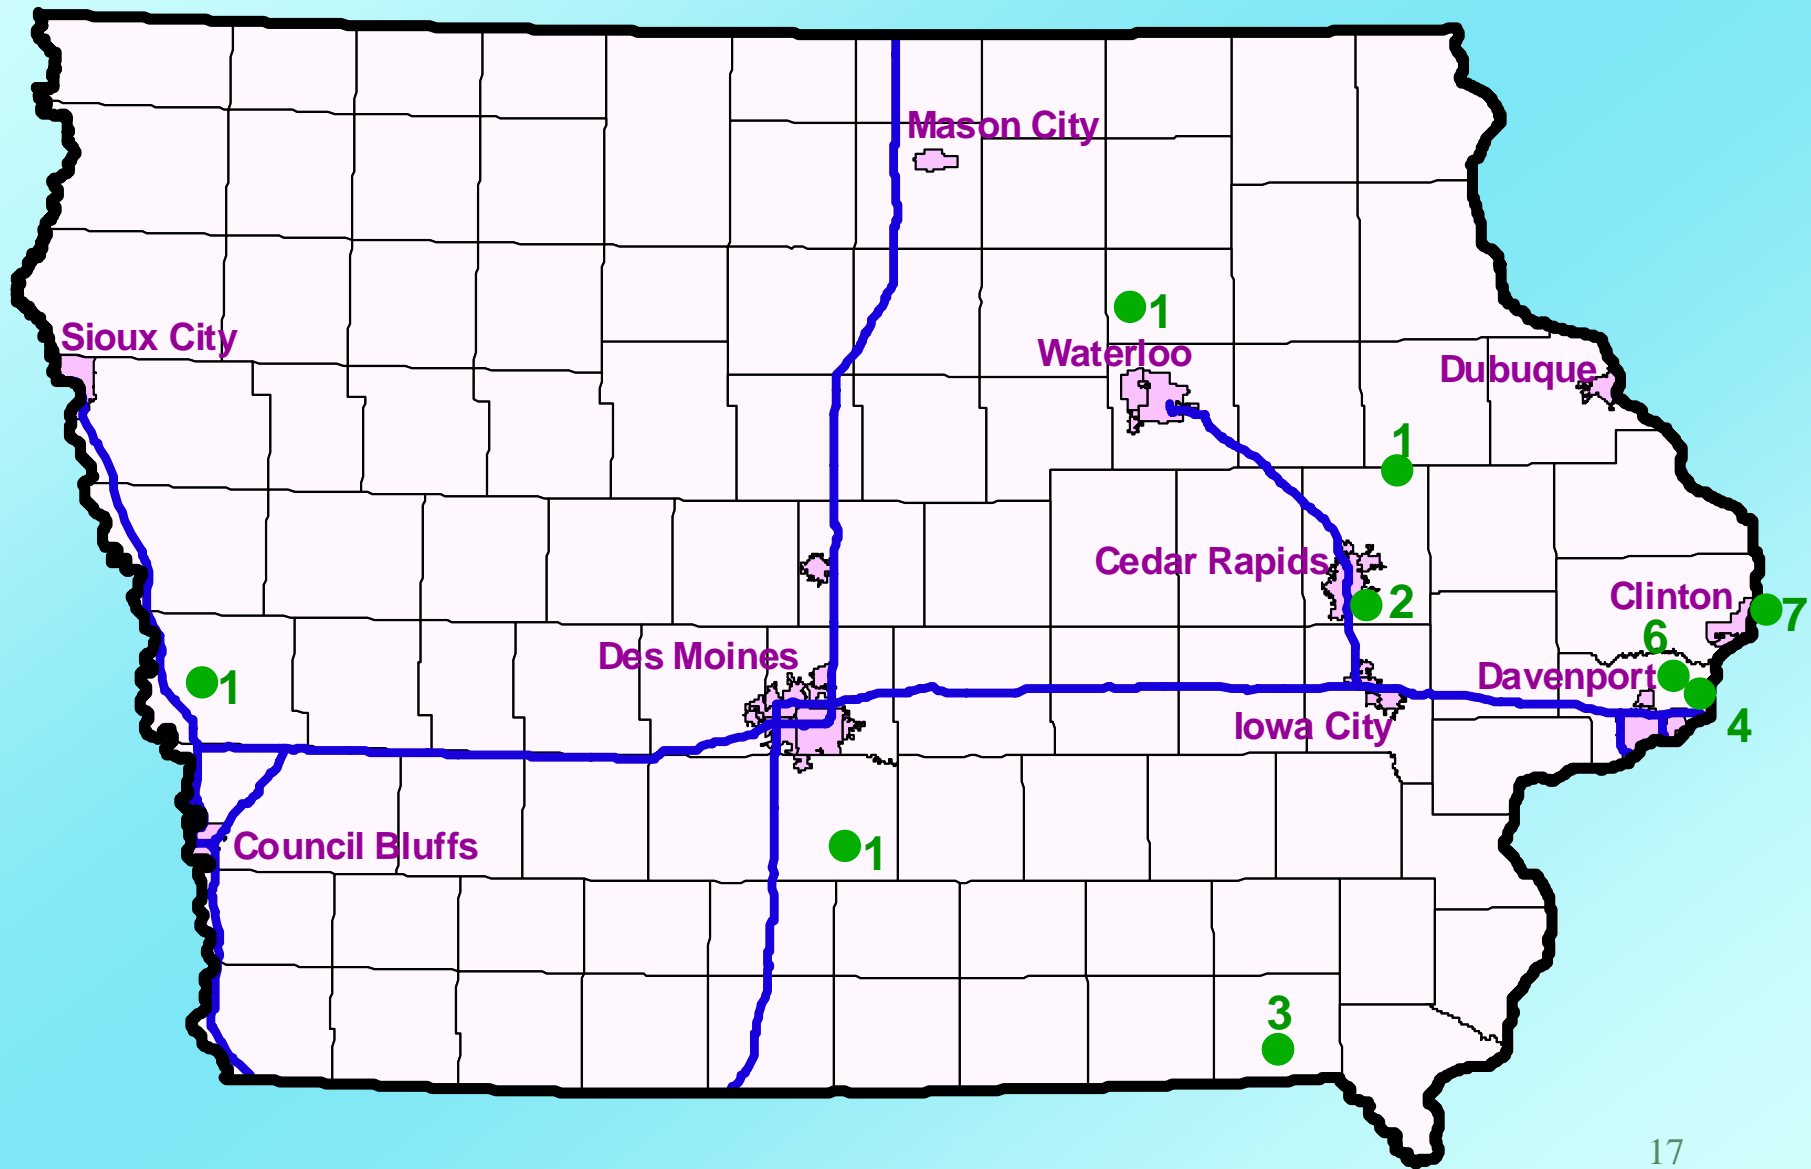 Mason City
1
Sioux City
Waterloo
Dubuque
1
Cedar Rapids
2
Clinton
7
6
Des Moines
Davenport
1
Iowa City
4
Council Bluffs
1
3
17